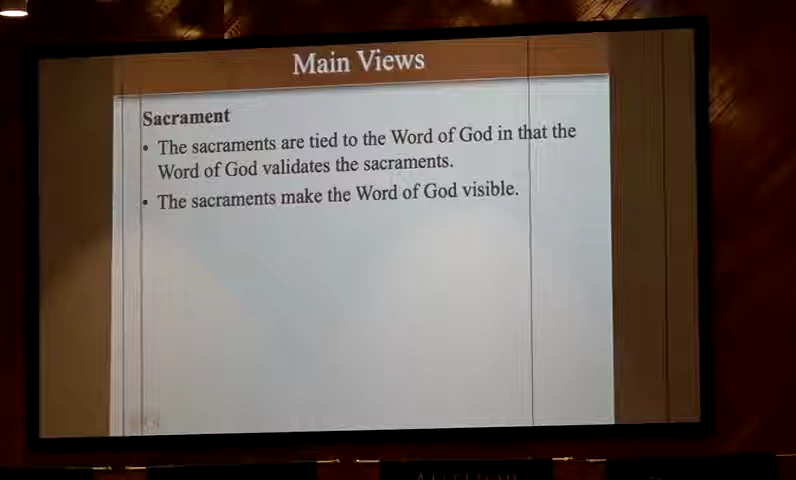 Main Views
Sacrament
• The sacraments are tied to the Word of God in that the
Word of God validates the sacraments.
• The sacraments make the Word of God visible.